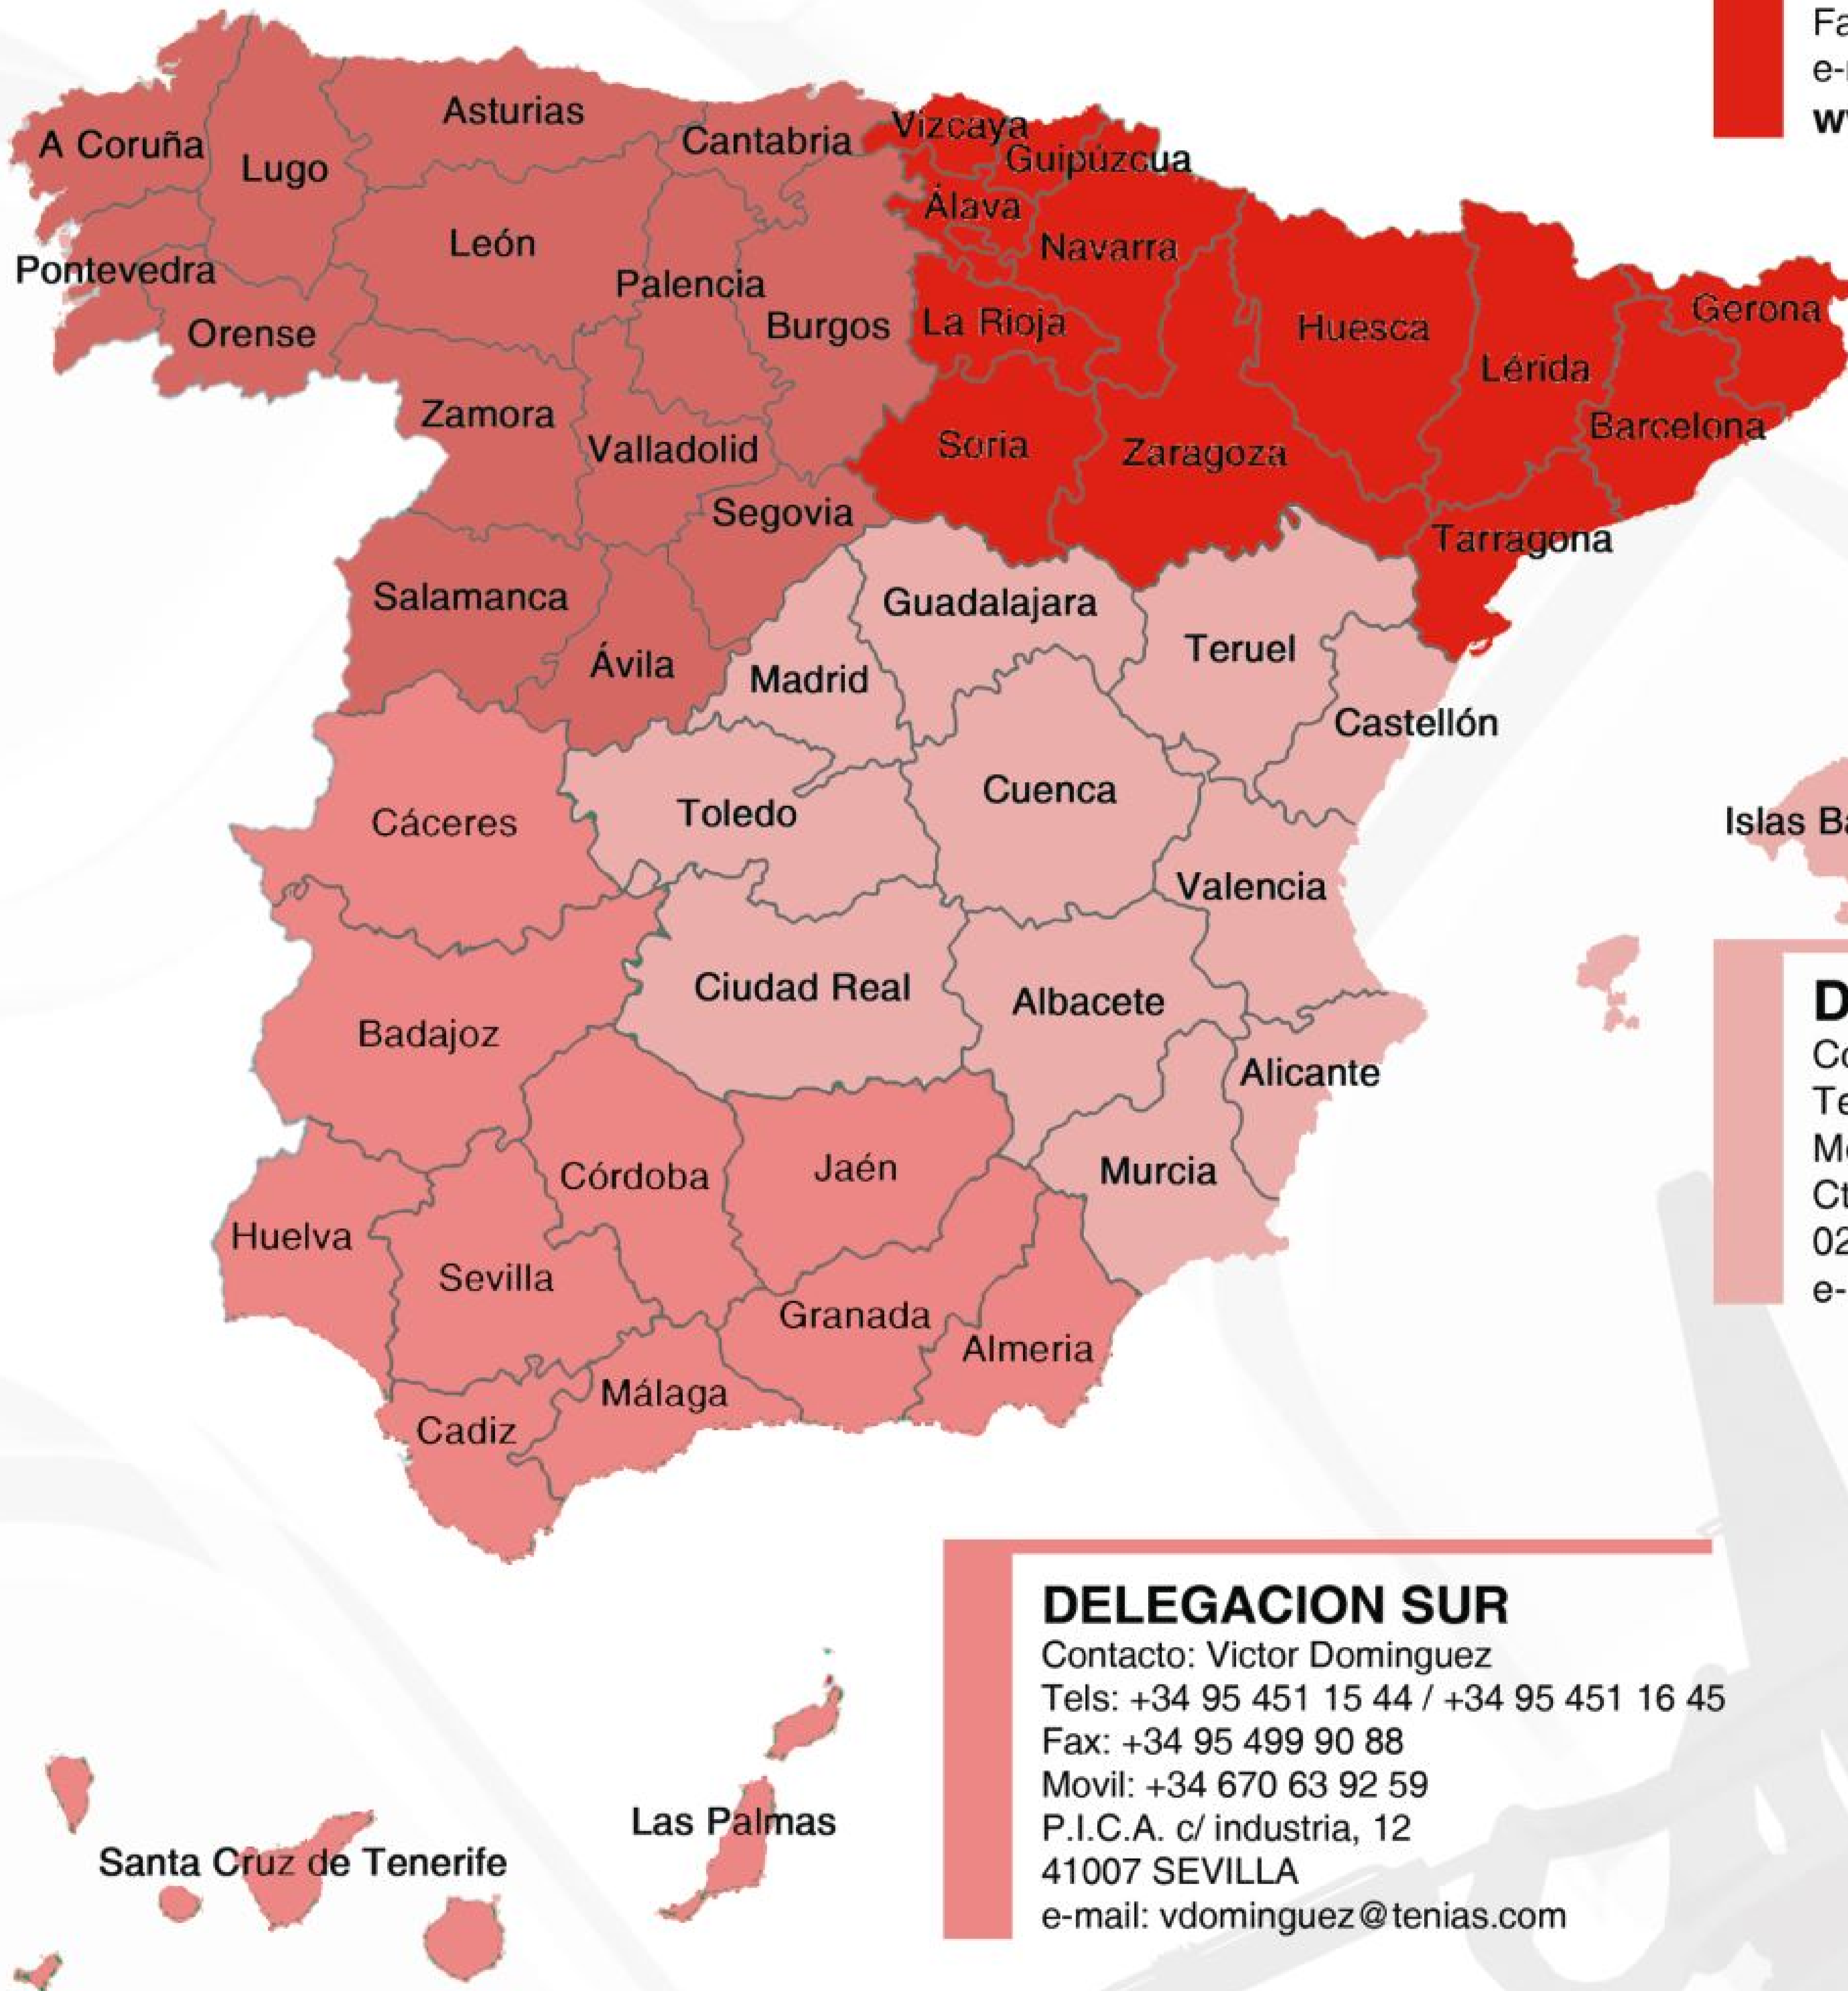 Asturias
Cantabria
Vizcaya
Guipúzcua
A Coruña
Lugo
Álava
León
Navarra
Pontevedra
Palencia
Orense
Burgos
La Rioja
Huesca
Gerona
Lérida
Zamora
Valladolid
Soria
Zaragoza
Barcelona
Segovia
Tarragona
Salamanca
Guadalajara
Ávila
Madrid
Teruel
Castellón
Cáceres
Toledo
Cuenca
Islas
Valencia
Ciudad Real
Albacete
Badajoz
Alicante
Córdoba
Jaén
Murcia
Huelva
Sevilla
Granada
Almeria
Málaga
Cadiz
DELEGACION SUR
Contacto: Victor Dominguez
Tels: +34 95 451 15 44 / +34 95 451 16 45
Fax: +34 95 499 90 88
Movil: +34 670 63 92 59
P.I.C.A. c/ industria, 12
41007 SEVILLA
e-mail: vdominguez@tenias.com
Las Palmas
Santa Cruz de Tenerife